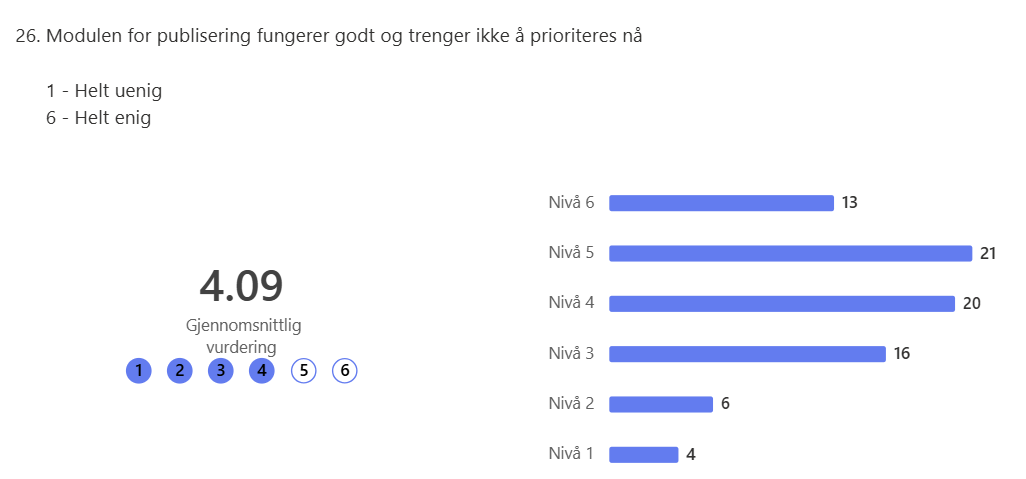 26. Modulen for publisering fungerer godt og trenger ikke å prioriteres nå
1 - Helt uenig
6 - Helt enig
4.09
Gjennomsnittlig
vurdering
1 2 3 4 5 6
Nivå 6 13
Nivå 5 21
Nivå 4 20
Nivå 3 16
Nivå 2 6
Nivå 1 4